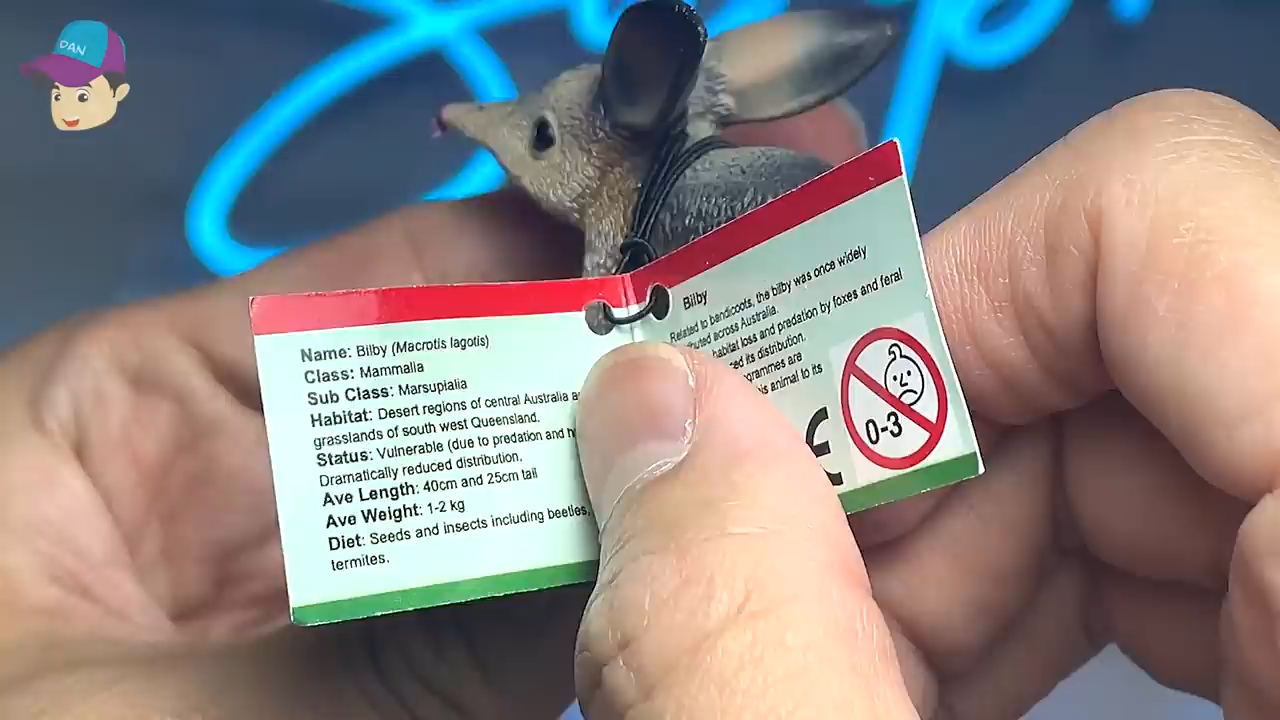 DAN
Name: Bilby (Macrotis lagotis)
Class: Mammalia
Sub Class: Marsupialia
Habitat: Desert regions of central Australia
grasslands of south west Queensland.
Status: Vulnerable (due to predation and
Dramatically reduced distribution.
Ave Length: 40cm and 25cm tail
Ave Weight: 1-2 kg
Diet: Seeds and insects including beetles,
termites.
Bilby
Related to bandicoots, the bilby was once widely
across Australia.
habitat loss and predation by foxes and feral
its distribution.
are
animal to its
CE
0-3